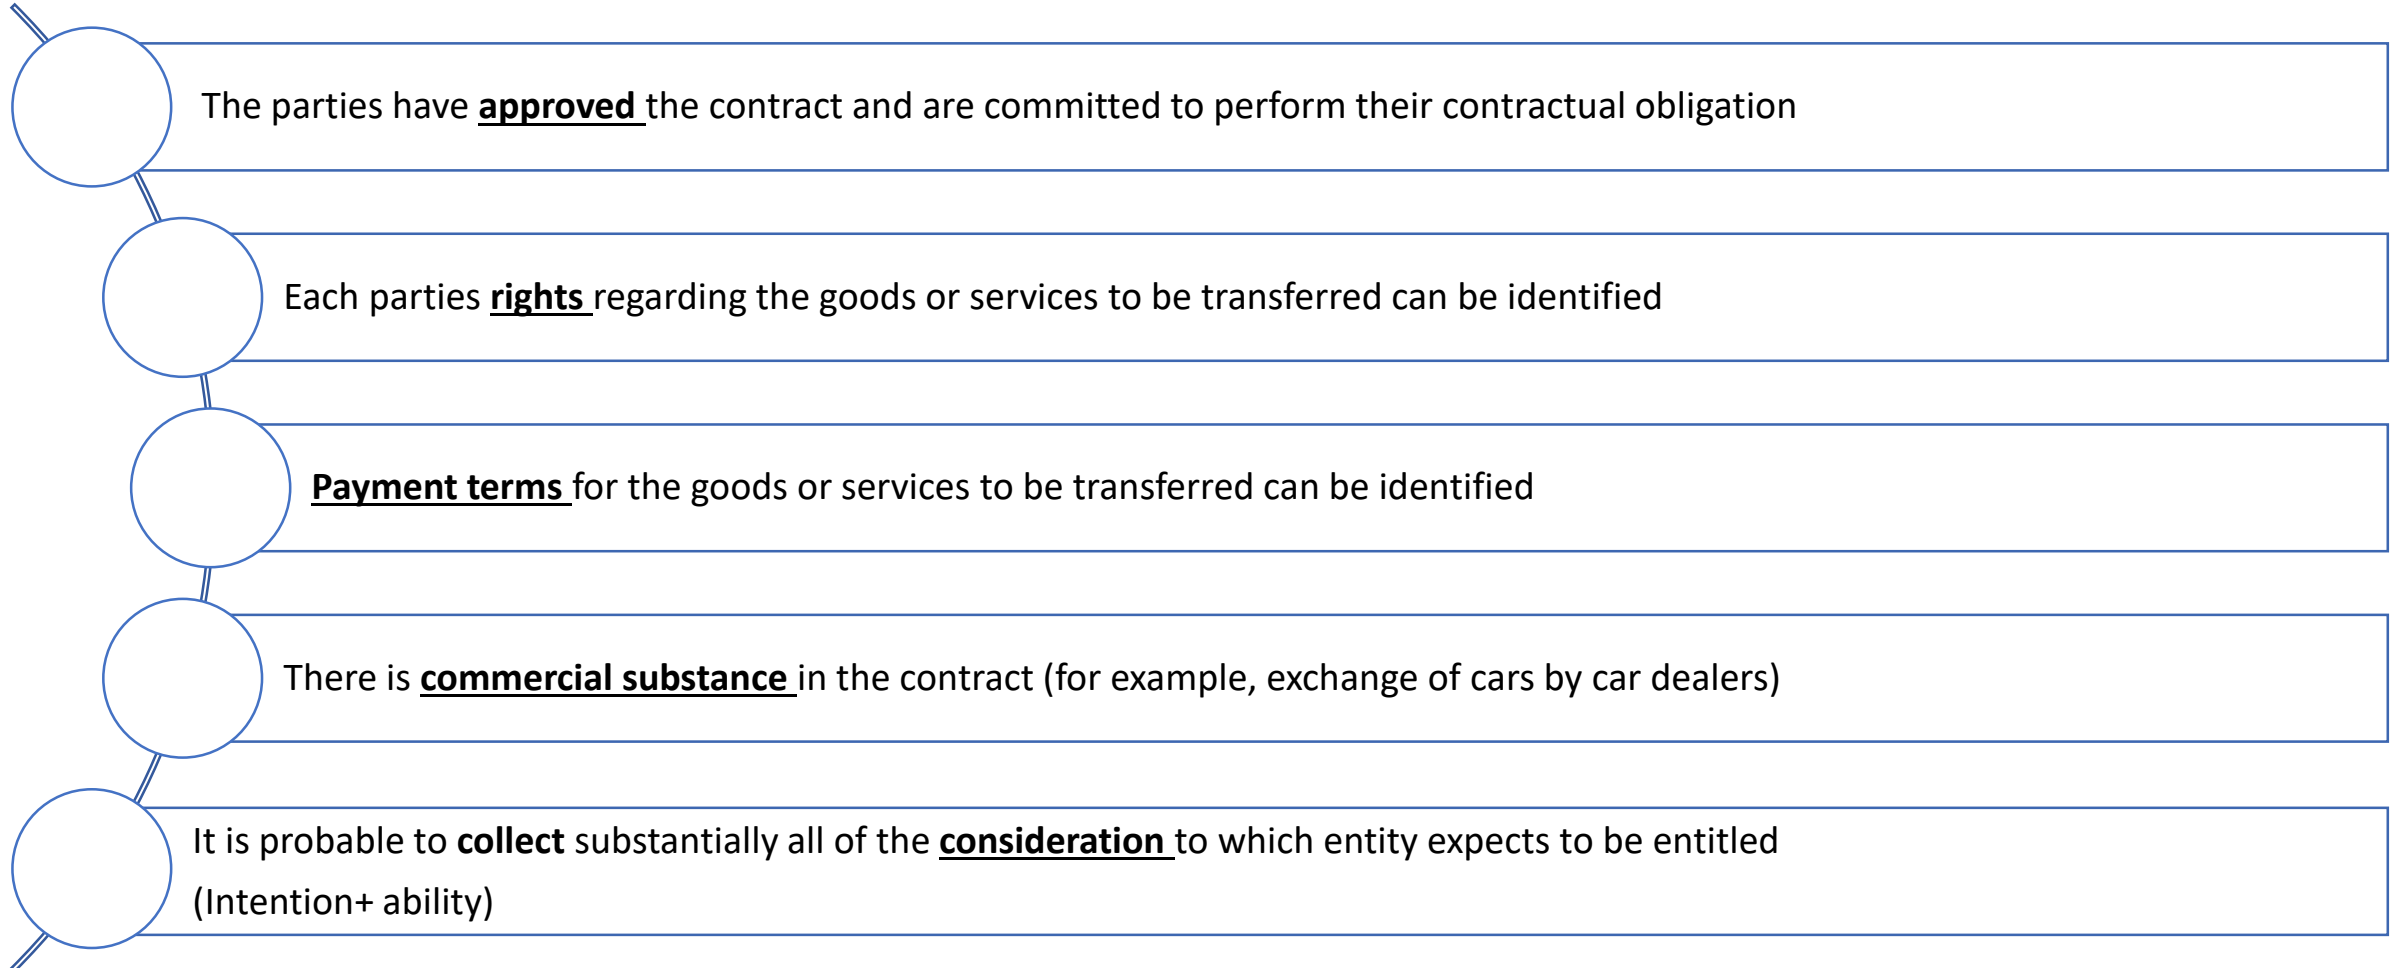 The parties have approved the contract and are committed to perform their contractual obligation
Each parties rights regarding the goods or services to be transferred can be identified
Payment terms for the goods or services to be transferred can be identified
There is commercial substance in the contract (for example, exchange of cars by car dealers)
It is probable to collect substantially all of the consideration to which entity expects to be entitled
(Intention+ ability)